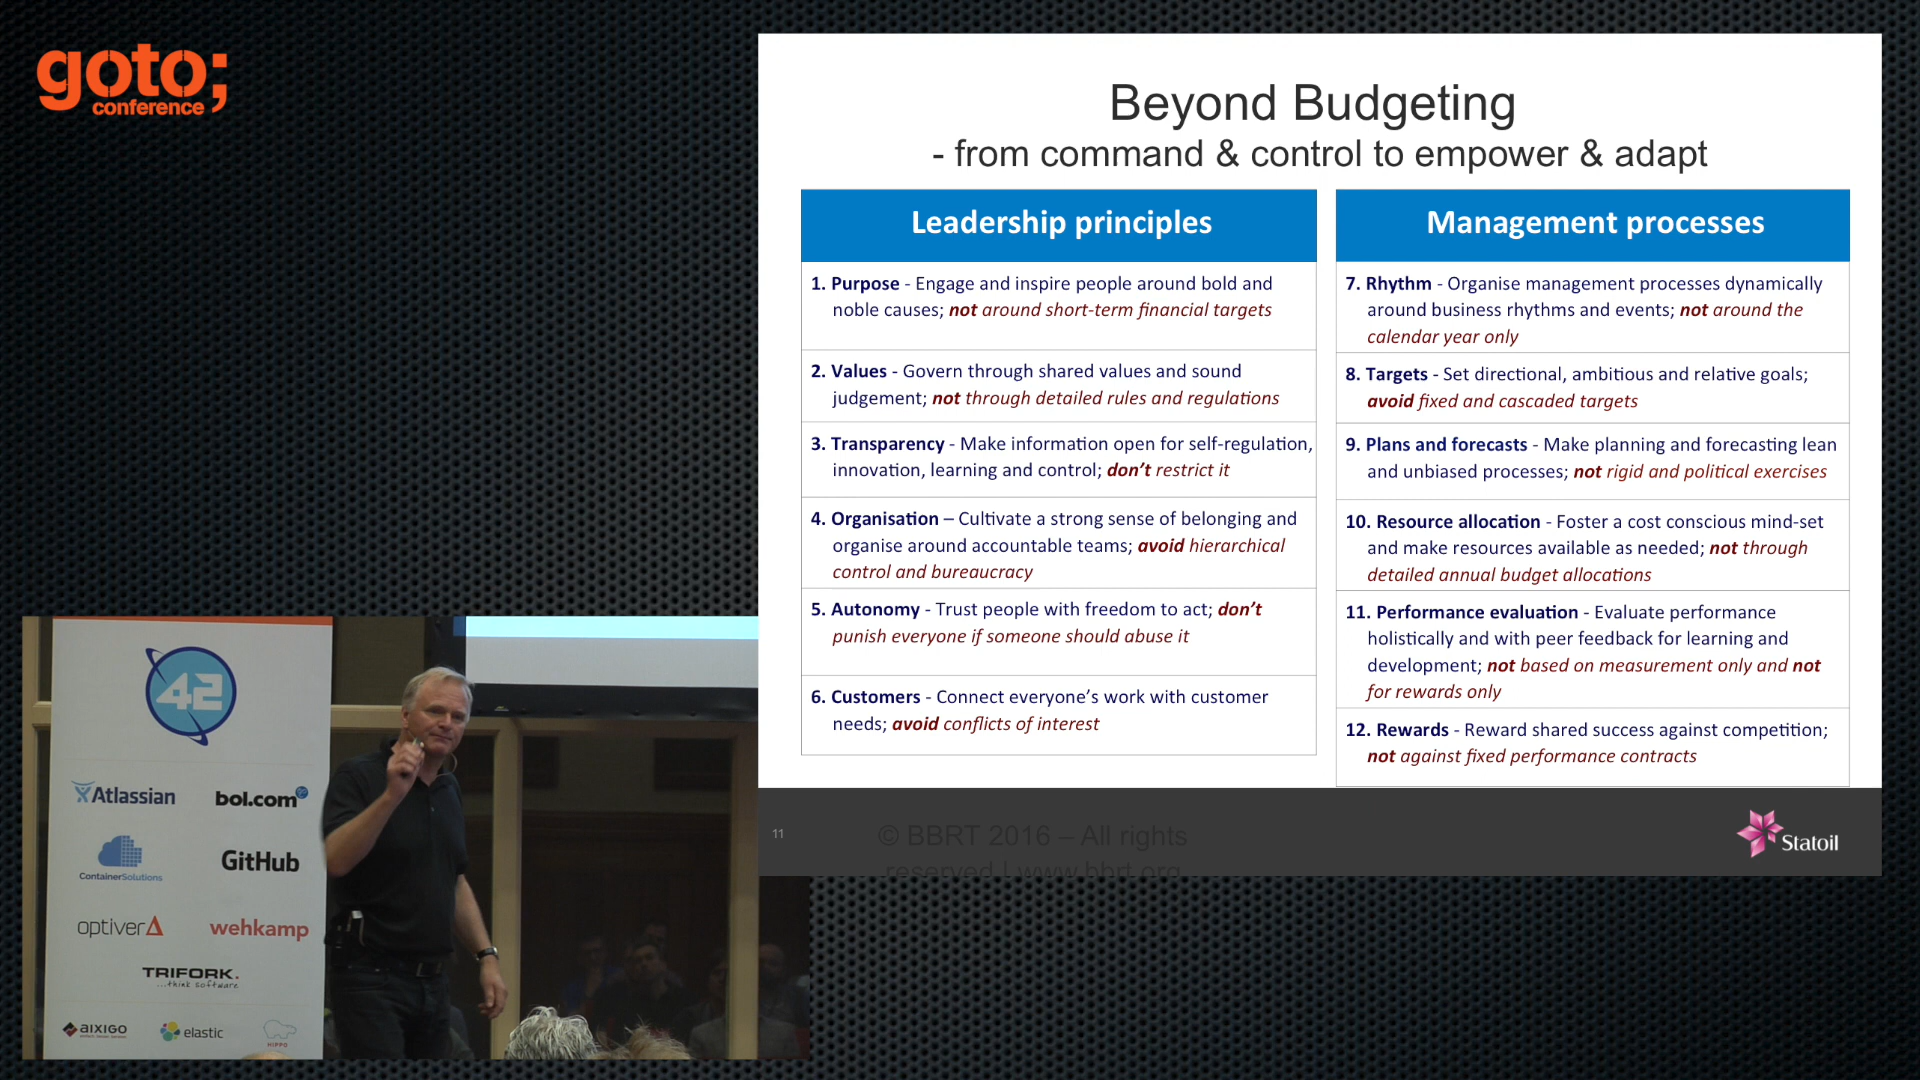 goto;
conference
Beyond Budgeting
- from command & control to empower & adapt
Leadership principles
1. Purpose - Engage and inspire people around bold and
noble causes; not around short-term financial targets
2. Values - Govern through shared values and sound
judgement; not through detailed rules and regulations
3. Transparency - Make information open for self-regulation,
innovation, learning and control; don't restrict it
4. Organisation – Cultivate a strong sense of belonging and
organise around accountable teams; avoid hierarchical
control and bureaucracy
5. Autonomy - Trust people with freedom to act; don't
punish everyone if someone should abuse it
6. Customers - Connect everyone's work with customer
needs; avoid conflicts of interest
Management processes
7. Rhythm - Organise management processes dynamically
around business rhythms and events; not around the
calendar year only
8. Targets - Set directional, ambitious and relative goals;
avoid fixed and cascaded targets
9. Plans and forecasts - Make planning and forecasting lean
and unbiased processes; not rigid and political exercises
10. Resource allocation - Foster a cost conscious mind-set
and make resources available as needed; not through
detailed annual budget allocations
11. Performance evaluation - Evaluate performance
holistically and with peer feedback for learning and
development; not based on measurement only and not
for rewards only
12. Rewards - Reward shared success against competition;
not against fixed performance contracts
11
© BBRT 2016 – All rights
reserved | www.bbrt.org
Statoil
42
Atlassian
bol.com
ContainerSolutions
GitHub
optiver
wehkamp
TRIFORK.
...think software
aixigo
elastic
HIPPO